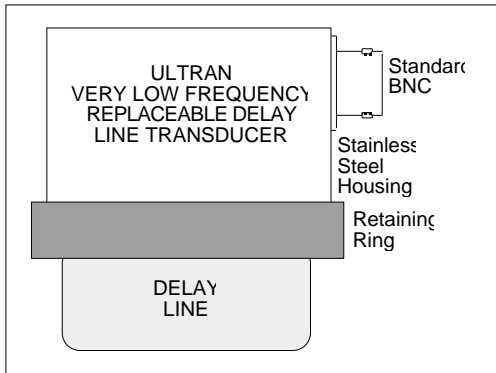 ULTRAN
VERY LOW FREQUENCY
REPLACEABLE DELAY
LINE TRANSDUCER
Standard
BNC
Stainless
Steel
Housing
Retaining
Ring
DELAY
LINE